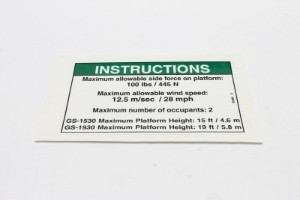 INSTRUCTIONS
Maximum allowable side force on platform:
100 lbs / 445 N
Maximum allowable wind speed:
12.5 m/sec / 28 mph
Maximum number of occupants: 2
GS-1530 Maximum Platform Height: 15 ft / 4.6 m
GS-1930 Maximum Platform Height: 19 ft / 5.8 m